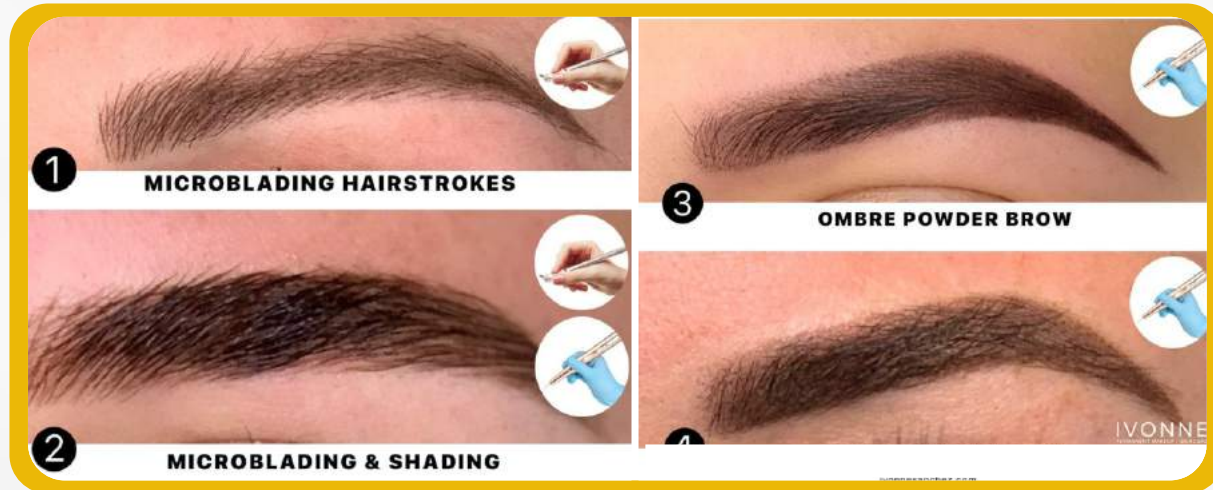 1
MICROBLADING HAIRSTROKES
2
MICROBLADING & SHADING
3
OMBRE POWDER BROW
4
IVONNE